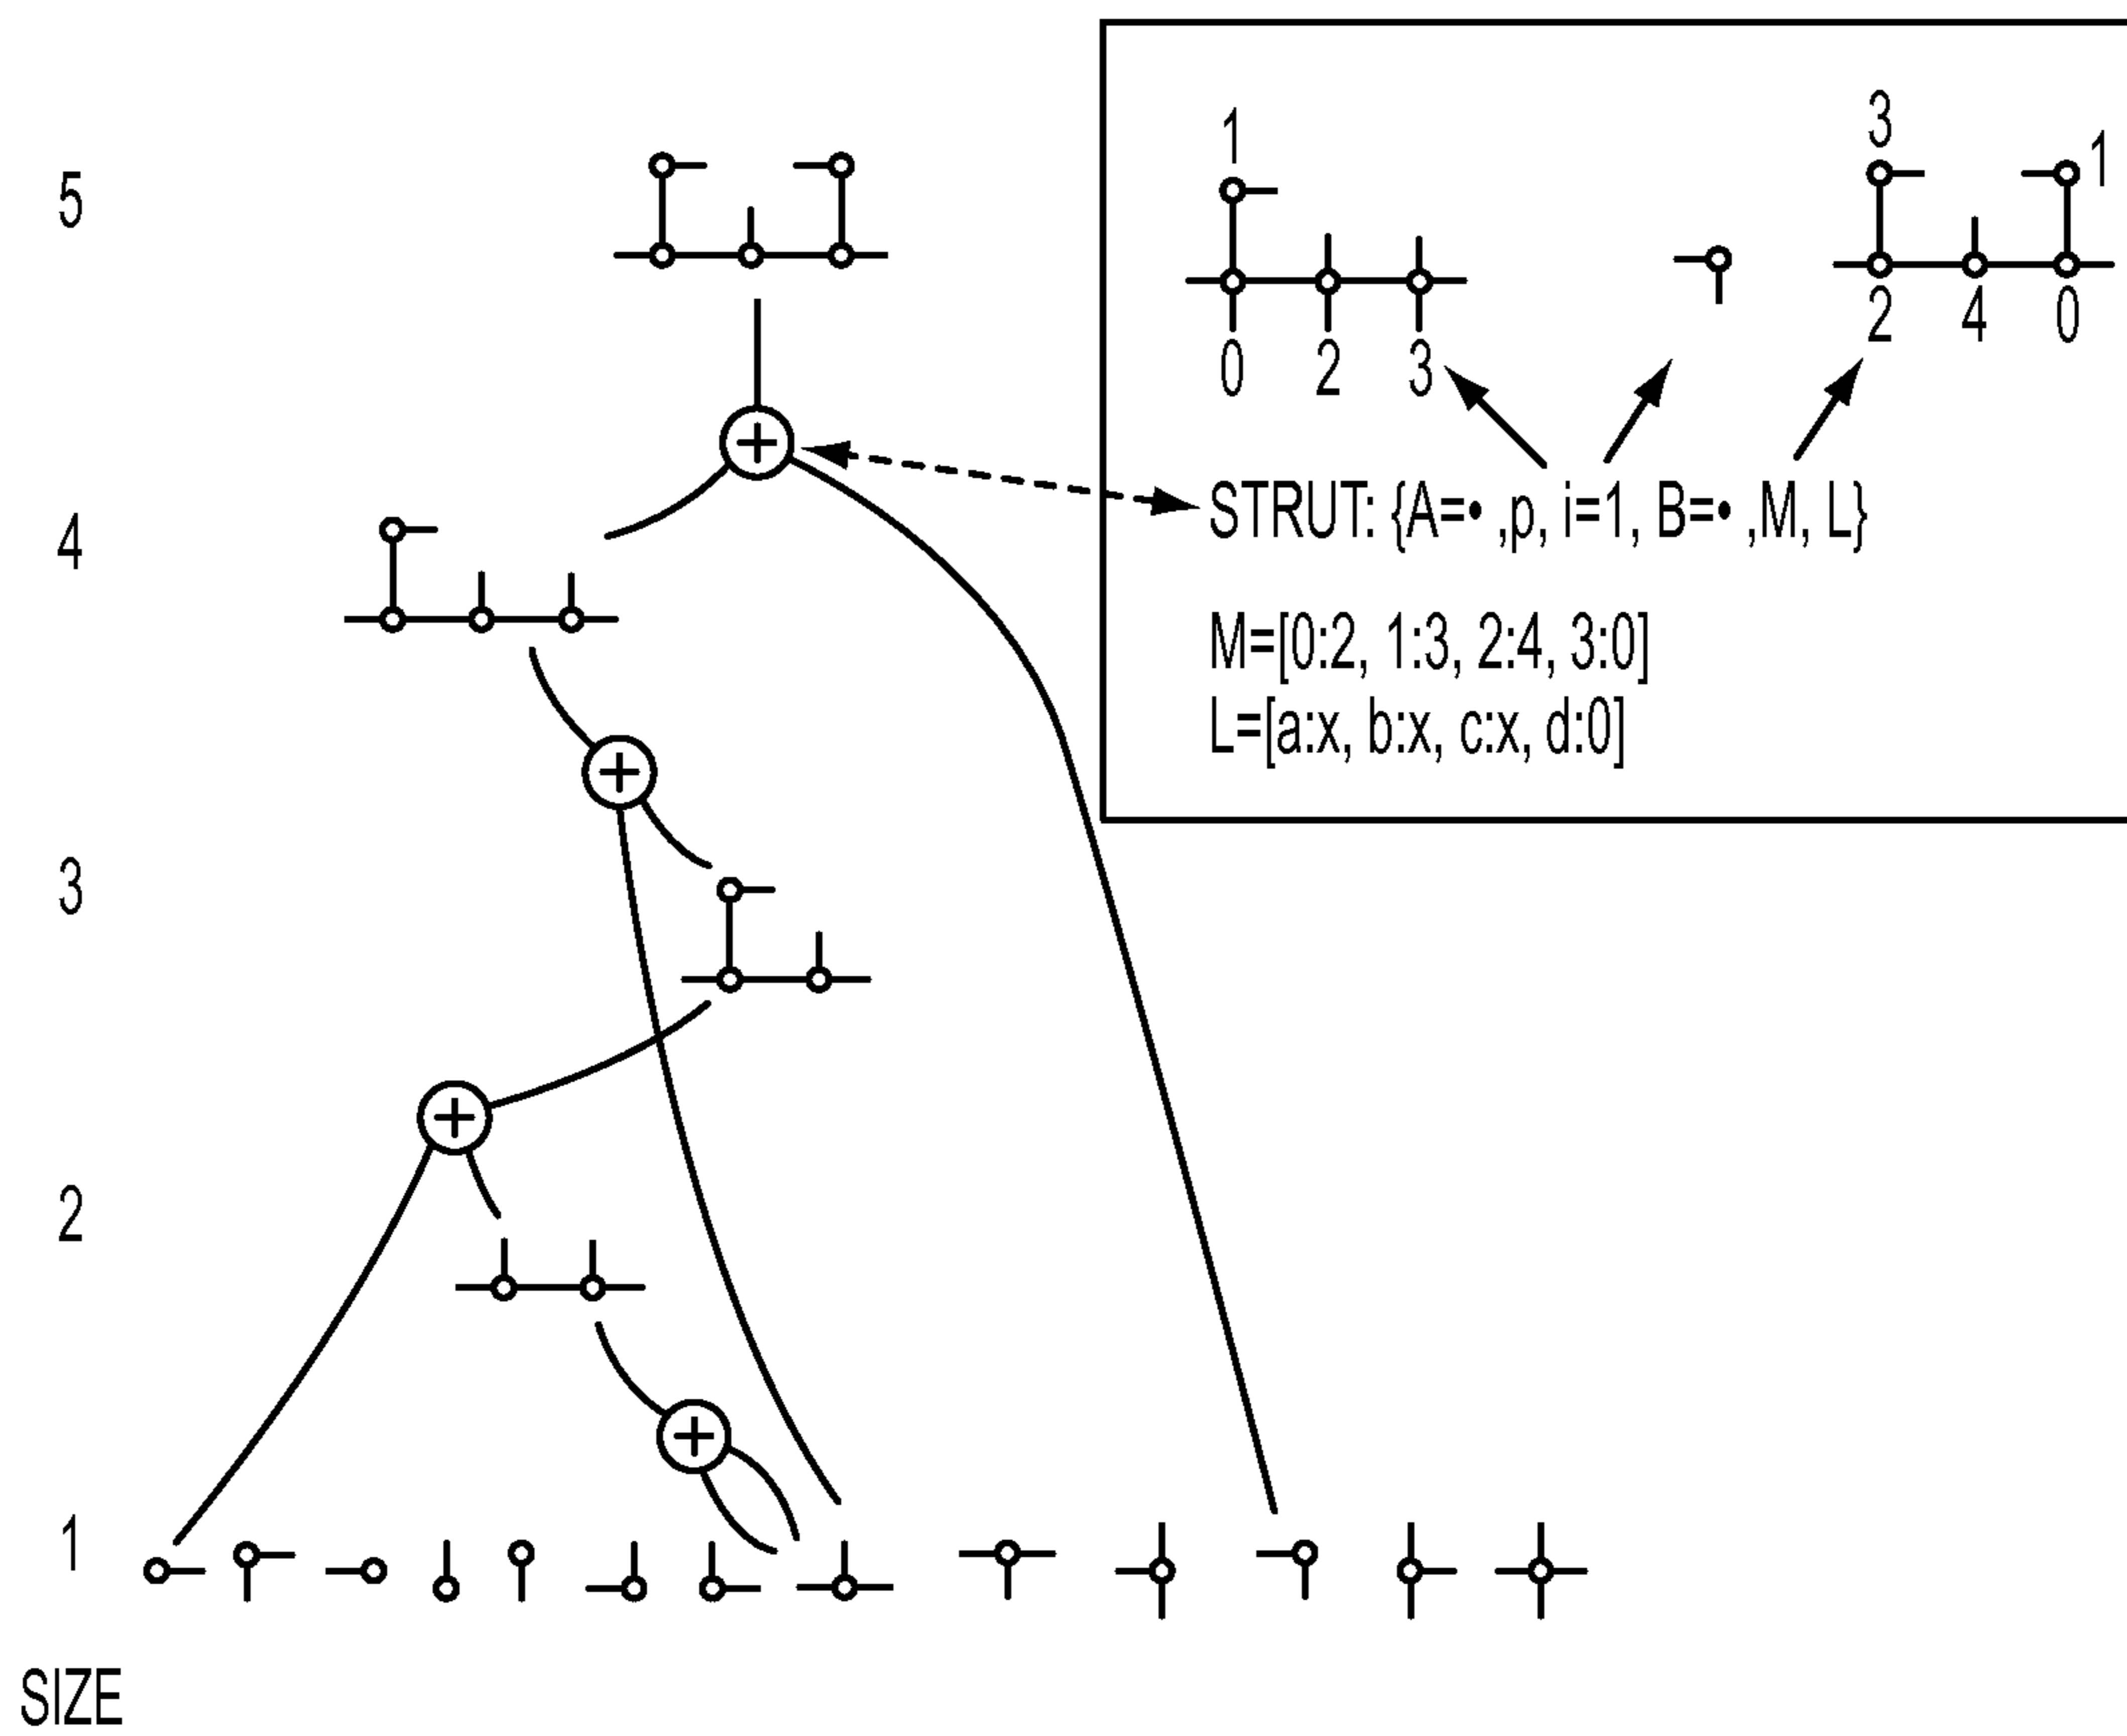 5
4
3
2
1
SIZE
1
0 2 3
3
1
2 4 0
STRUT: {A=• ,p, i=1, B=• ,M, L}
M=[0:2, 1:3, 2:4, 3:0]
L=[a:x, b:x, c:x, d:0]